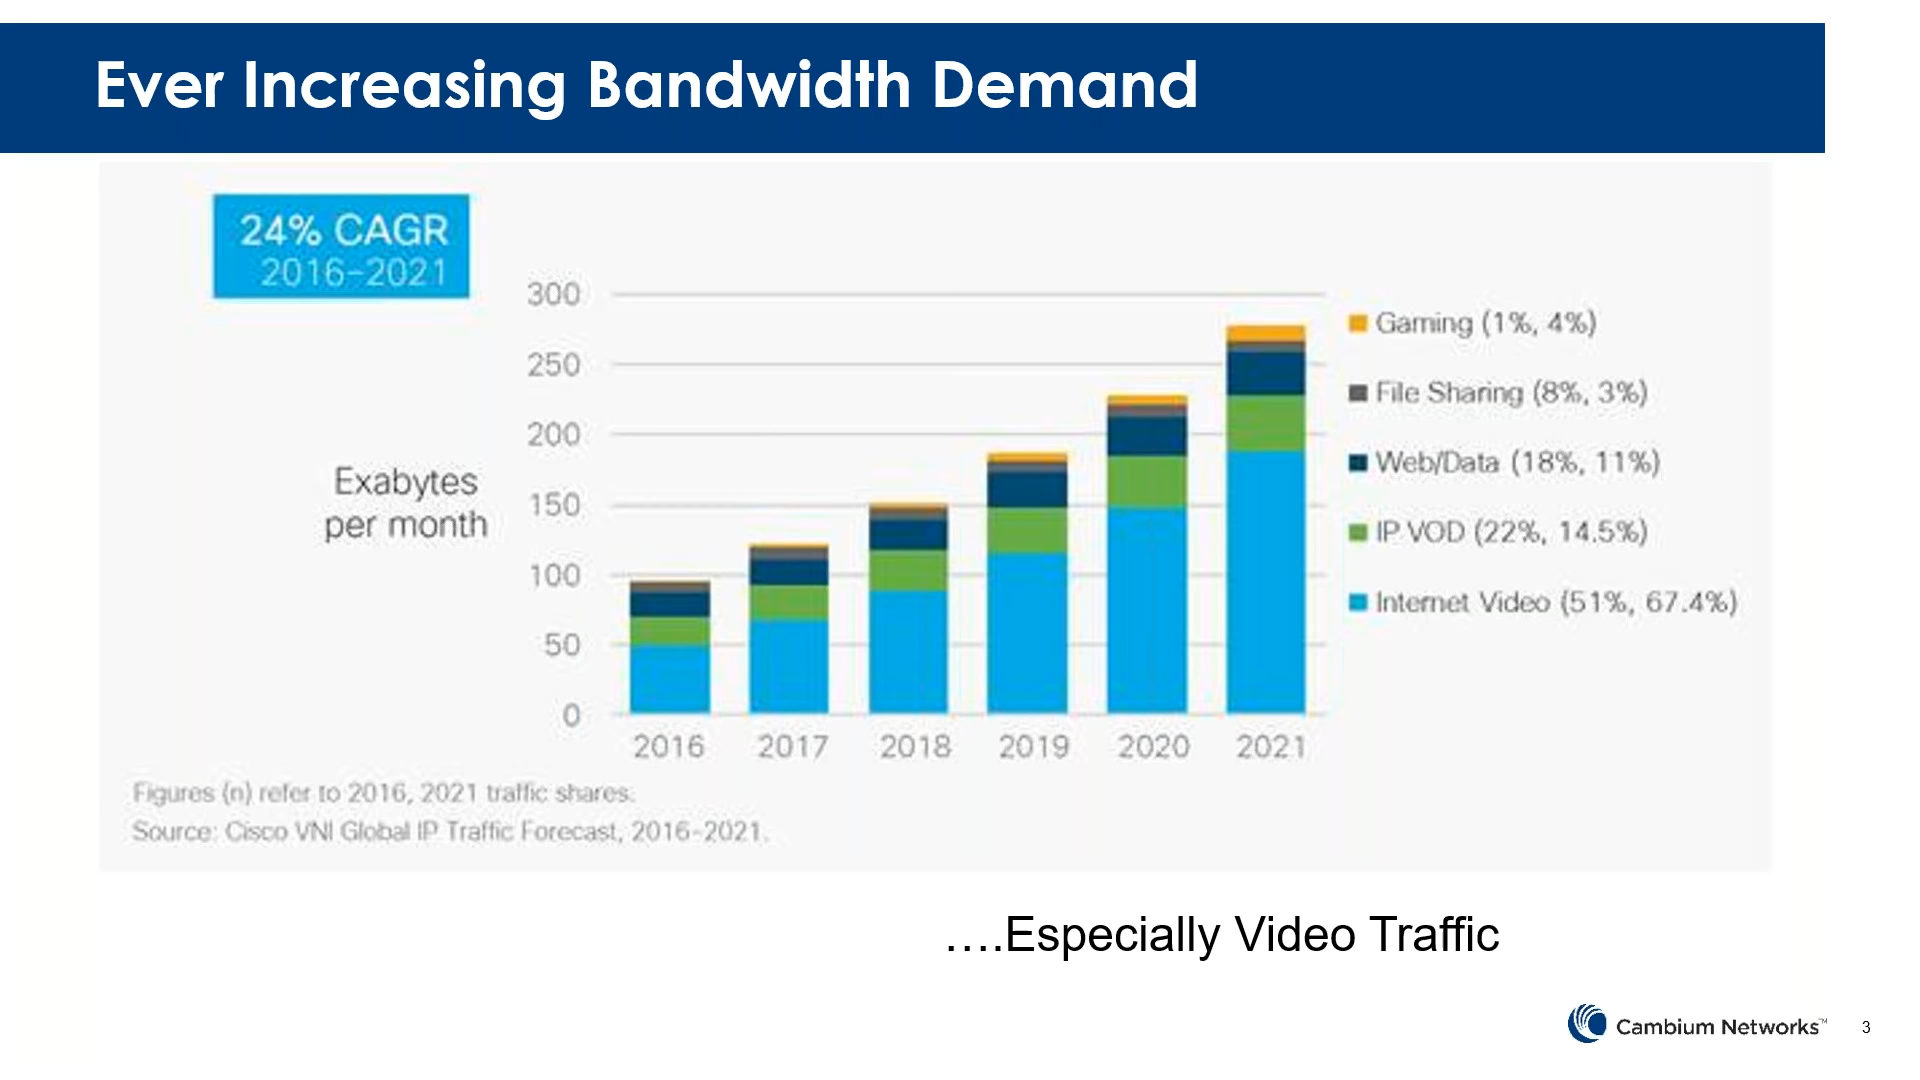 Ever Increasing Bandwidth Demand
24% CAGR
2016–2021
300
250
200
150
100
50
0
Exabytes
per month
2016 2017 2018 2019 2020 2021
Gaming (1%, 4%)
File Sharing (8%, 3%)
Web/Data (18%, 11%)
IP VOD (22%, 14.5%)
Internet Video (51%, 67.4%)
Figures (n) refer to 2016, 2021 traffic shares.
Source: Cisco VNI Global IP Traffic Forecast, 2016–2021.
....Especially Video Traffic
Cambium Networks™
3